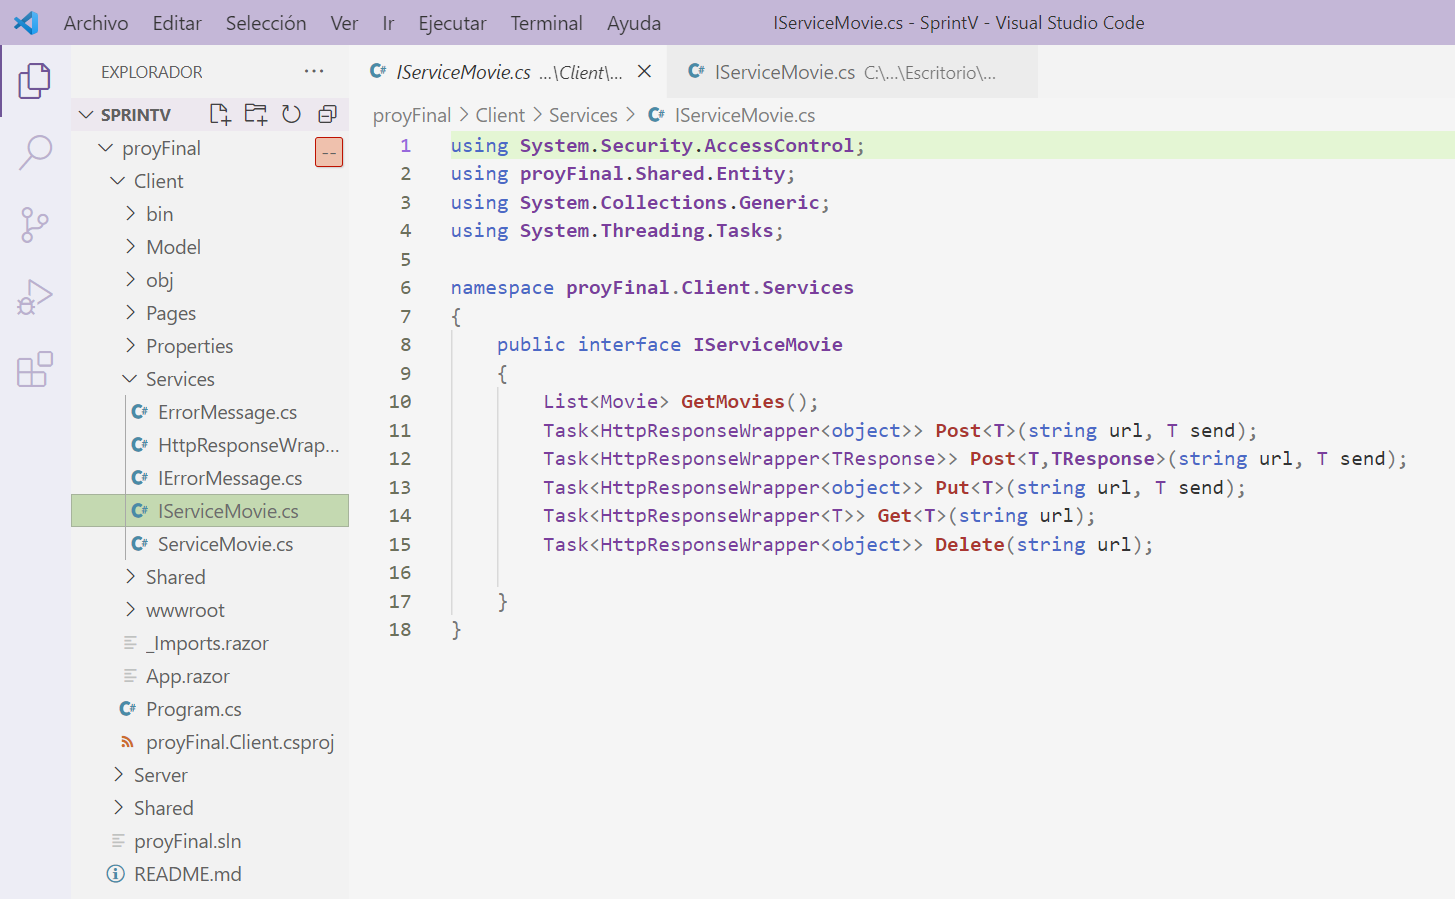 Archivo Editar Selección Ver Ir Ejecutar Terminal Ayuda IServiceMovie.cs - SprintV - Visual Studio Code
EXPLORADOR ...
SPRINTV
proyFinal
--
Client
bin
Model
obj
Pages
Properties
Services
ErrorMessage.cs
HttpResponseWrap...
IErrorMessage.cs
IServiceMovie.cs
ServiceMovie.cs
Shared
wwwroot
_Imports.razor
App.razor
Program.cs
proyFinal.Client.csproj
Server
Shared
proyFinal.sln
README.md
IServiceMovie.cs ...\Client\...
IServiceMovie.cs C:\...\Escritorio\...
proyFinal > Client > Services > IServiceMovie.cs
1 using System.Security.AccessControl;
2 using proyFinal.Shared.Entity;
3 using System.Collections.Generic;
4 using System.Threading.Tasks;
5
6 namespace proyFinal.Client.Services
7 {
8 public interface IServiceMovie
9 {
10 List<Movie> GetMovies();
11 Task<HttpResponseWrapper<object>> Post<T>(string url, T send);
12 Task<HttpResponseWrapper<TResponse>> Post<T,TResponse>(string url, T send);
13 Task<HttpResponseWrapper<object>> Put<T>(string url, T send);
14 Task<HttpResponseWrapper<T>> Get<T>(string url);
15 Task<HttpResponseWrapper<object>> Delete(string url);
16
17 }
18 }